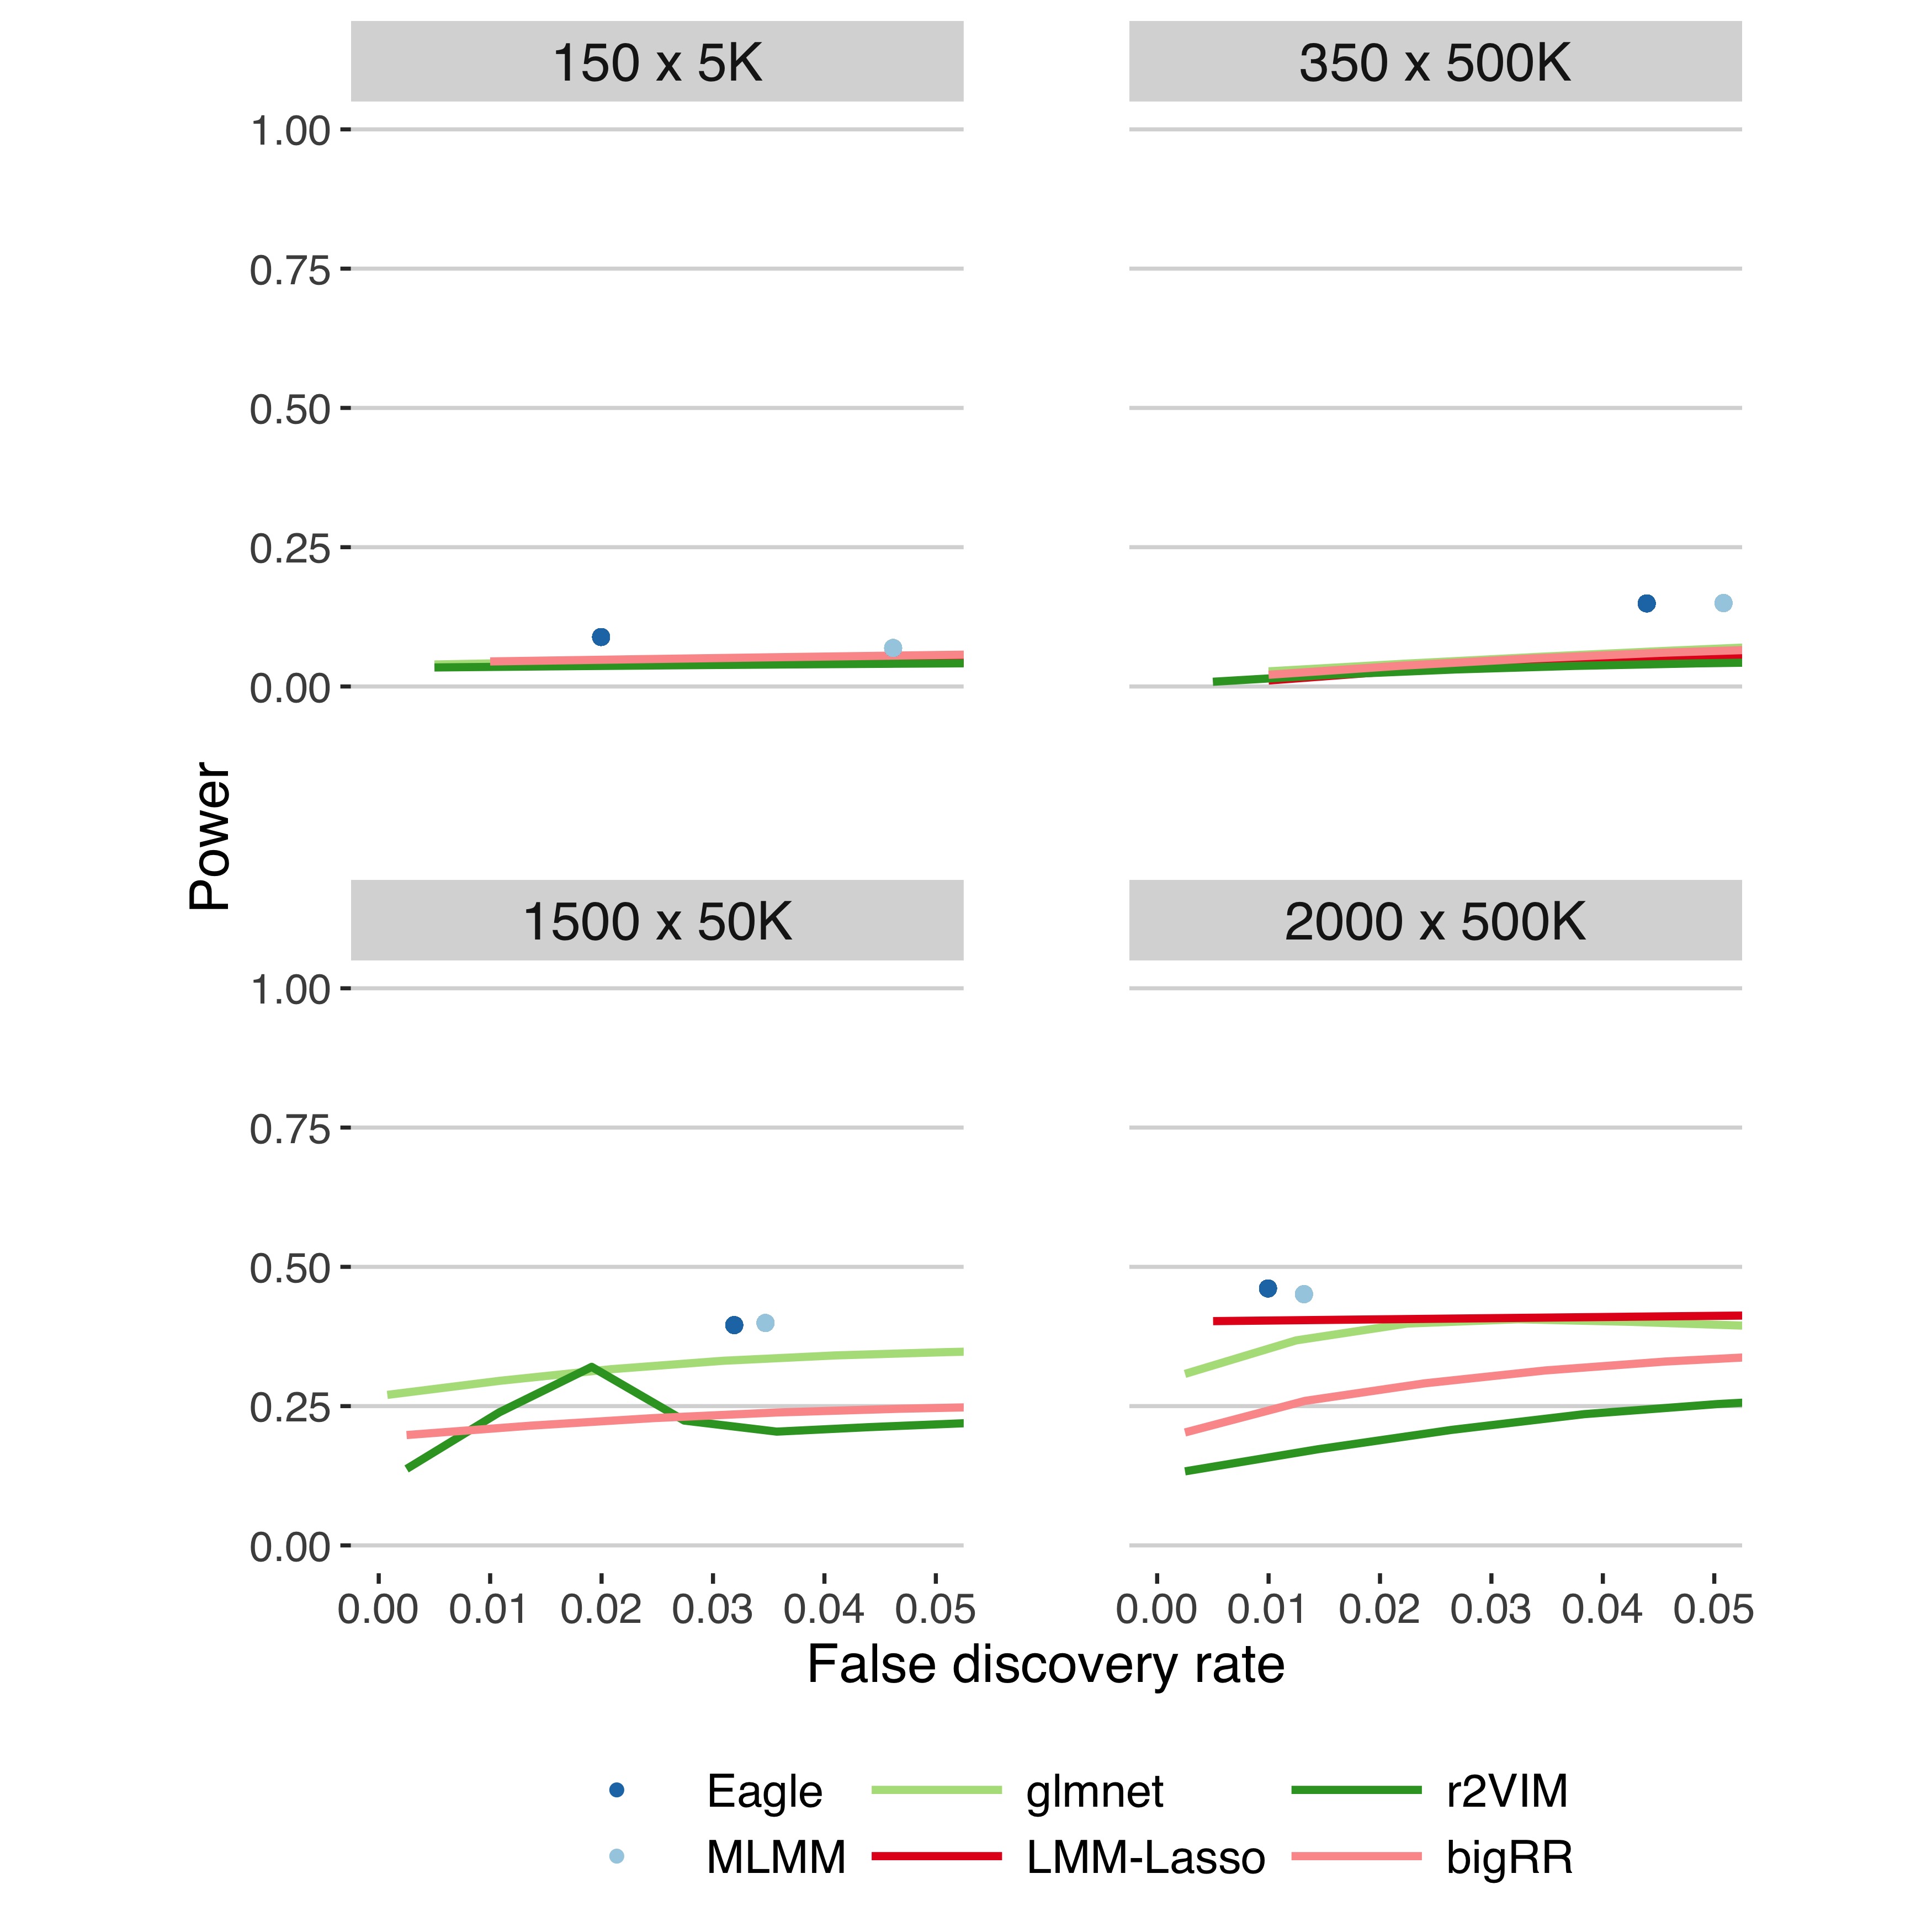 150 x 5K
350 x 500K
1.00
0.75
0.50
0.25
0.00
Power
1500 x 50K
2000 x 500K
1.00
0.75
0.50
0.25
0.00
0.00 0.01 0.02 0.03 0.04 0.05
0.00 0.01 0.02 0.03 0.04 0.05
False discovery rate
Eagle glmnet r2VIM
MLMM LMM-Lasso bigRR